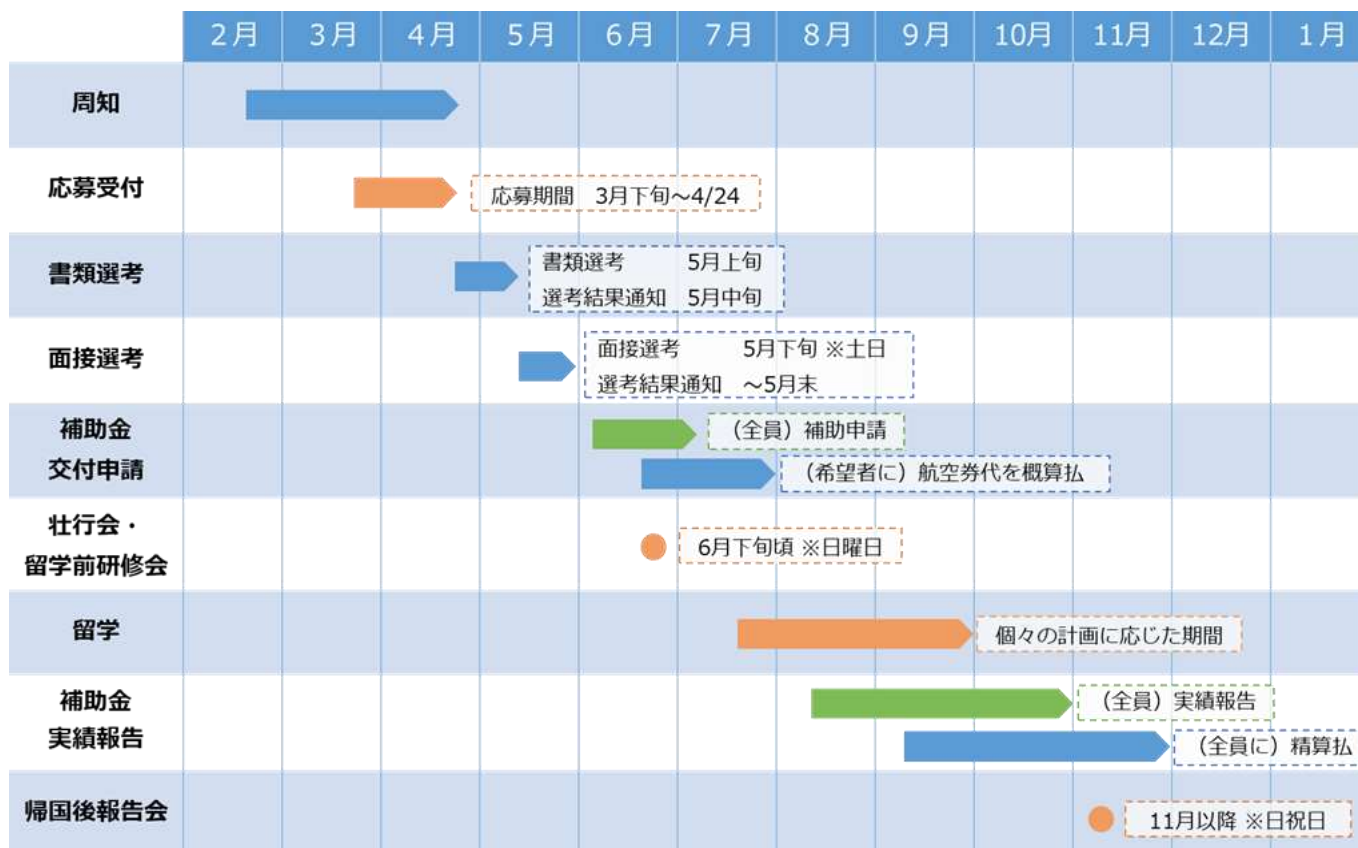 2月 3月 4月 5月 6月 7月 8月 9月 10月 11月 12月 1月
周知
応募受付
応募期間 3月下旬～4/24
書類選考
書類選考 5月上旬
選考結果通知 5月中旬
面接選考
面接選考 5月下旬 ※土日
選考結果通知 ～5月末
補助金
交付申請
（全員）補助申請
（希望者に）航空券代を概算払
壮行会・
留学前研修会
6月下旬頃 ※日曜日
留学
個々の計画に応じた期間
補助金
実績報告
（全員）実績報告
（全員に）精算払
帰国後報告会
11月以降 ※日祝日